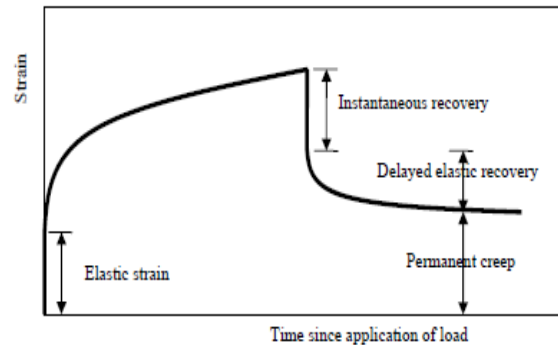 Strain
Instantaneous recovery
Delayed elastic recovery
Elastic strain
Permanent creep
Time since application of load